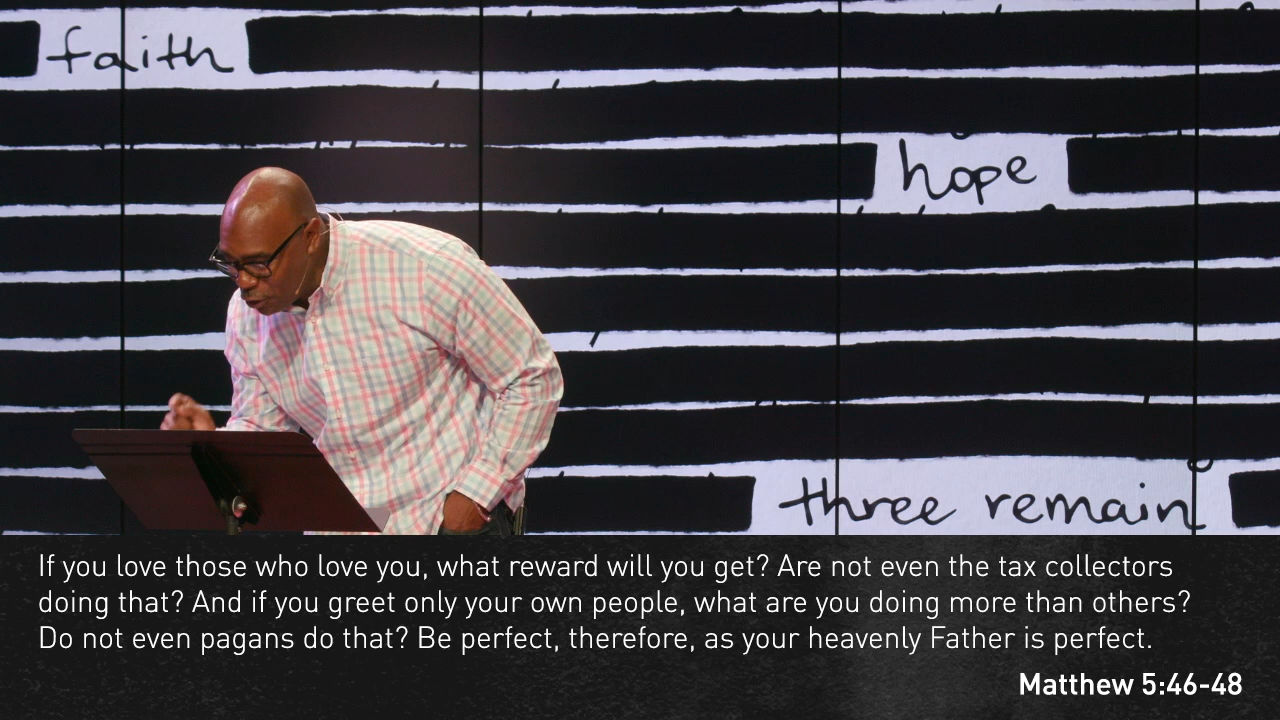 faith
hope
three remain
If you love those who love you, what reward will you get? Are not even the tax collectors
doing that? And if you greet only your own people, what are you doing more than others?
Do not even pagans do that? Be perfect, therefore, as your heavenly Father is perfect.
Matthew 5:46-48